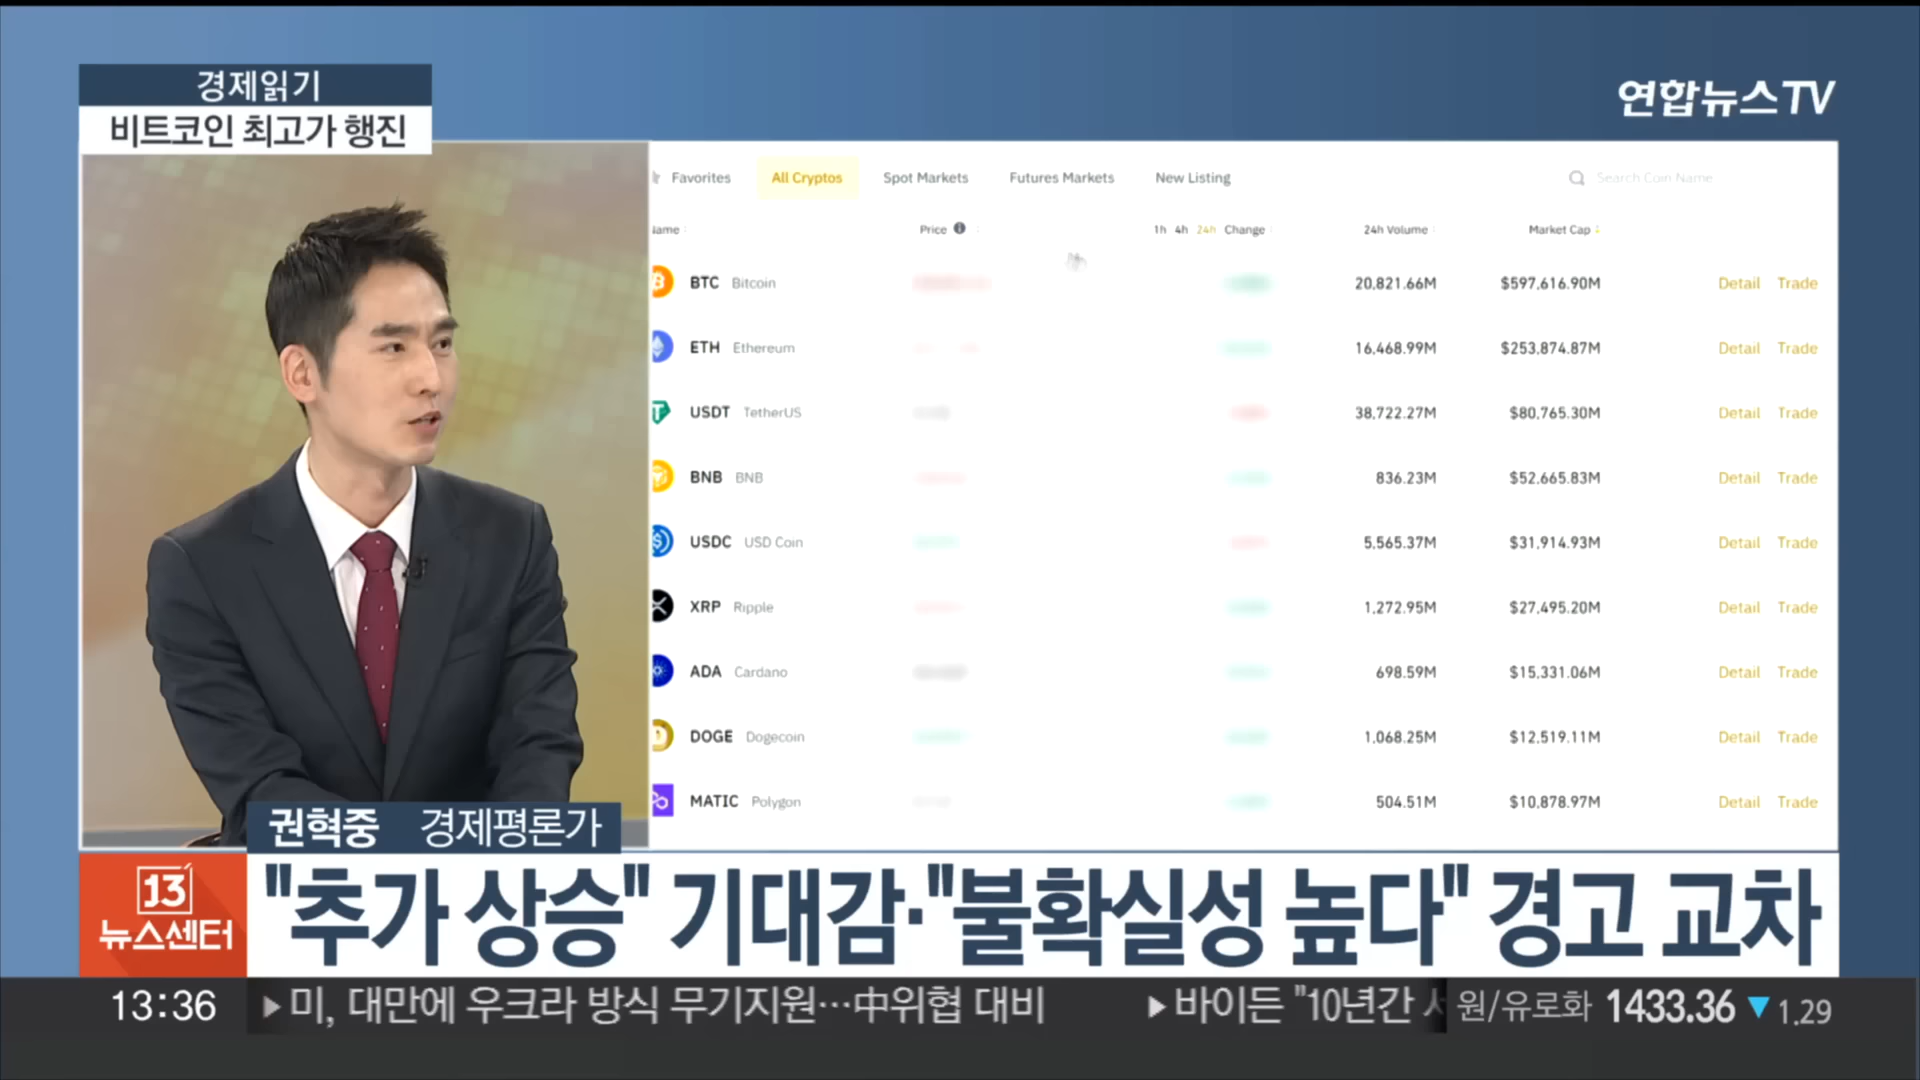 경제읽기
비트코인 최고가 행진
연합뉴스TV
Favorites All Cryptos Spot Markets Futures Markets New Listing Search Coin Name
Price 1h 4h 24h Change 24h Volume Market Cap
BTC Bitcoin 20,821.66M $597,616.90M Detail Trade
ETH Ethereum 16,468.99M $253,874.87M Detail Trade
USDT TetherUS 38,722.27M $80,765.30M Detail Trade
BNB BNB 836.23M $52,665.83M Detail Trade
USDC USD Coin 5,565.37M $31,914.93M Detail Trade
XRP Ripple 1,272.95M $27,495.20M Detail Trade
ADA Cardano 698.59M $15,331.06M Detail Trade
DOGE Dogecoin 1,068.25M $12,519.11M Detail Trade
MATIC Polygon 504.51M $10,878.97M Detail Trade
권혁중 경제평론가
13
뉴스센터
"추가 상승" 기대감·"불확실성 높다" 경고 교차
13:36 ▶미, 대만에 우크라 방식 무기지원…中위협 대비 ▶바이든 "10년간 원/유로화 1433.36 ▼1.29